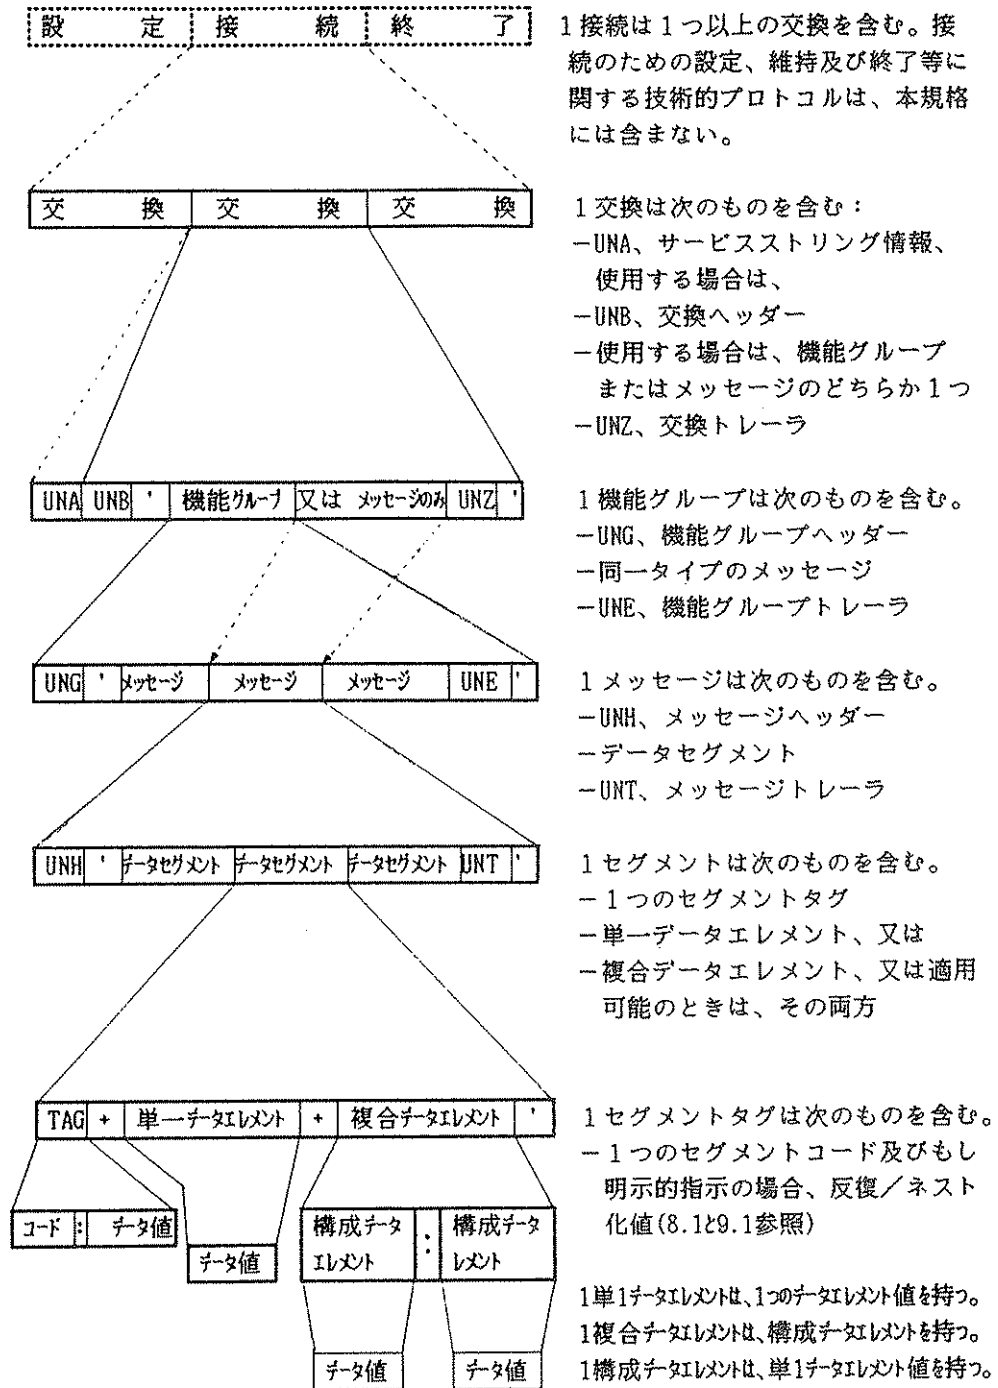 設 定 接 続 終 了
1接続は1つ以上の交換を含む。接
続のための設定、維持及び終了等に
関する技術的プロトコルは、本規格
には含まない。
交 換 交 換 交 換
1交換は次のものを含む：
－UNA、サービスストリング情報、
使用する場合は、
－UNB、交換ヘッダー
－使用する場合は、機能グループ
またはメッセージのどちらか1つ
－UNZ、交換トレーラ
UNA UNB ' 機能グループ 又は メッセージのみ UNZ '
1機能グループは次のものを含む。
－UNG、機能グループヘッダー
－同一タイプのメッセージ
－UNE、機能グループトレーラ
UNG ' メッセージ メッセージ メッセージ UNE '
1メッセージは次のものを含む。
－UNH、メッセージヘッダー
－データセグメント
－UNT、メッセージトレーラ
UNH ' データセグメント データセグメント データセグメント UNT '
1セグメントは次のものを含む。
－1つのセグメントタグ
－単一データエレメント、又は
－複合データエレメント、又は適用
可能のときは、その両方
TAG + 単一データエレメント + 複合データエレメント '
1セグメントタグは次のものを含む。
－1つのセグメントコード及びもし
明示的指示の場合、反復／ネスト
化値(8.1と9.1参照)
コード : データ値
データ値
構成データ : 構成データ
エレメント レメント
1単1データエレメントは、1つのデータエレメント値を持つ。
1複合データエレメントは、構成データエレメントを持つ。
1構成データエレメントは、単1データエレメント値を持つ。
データ値 データ値